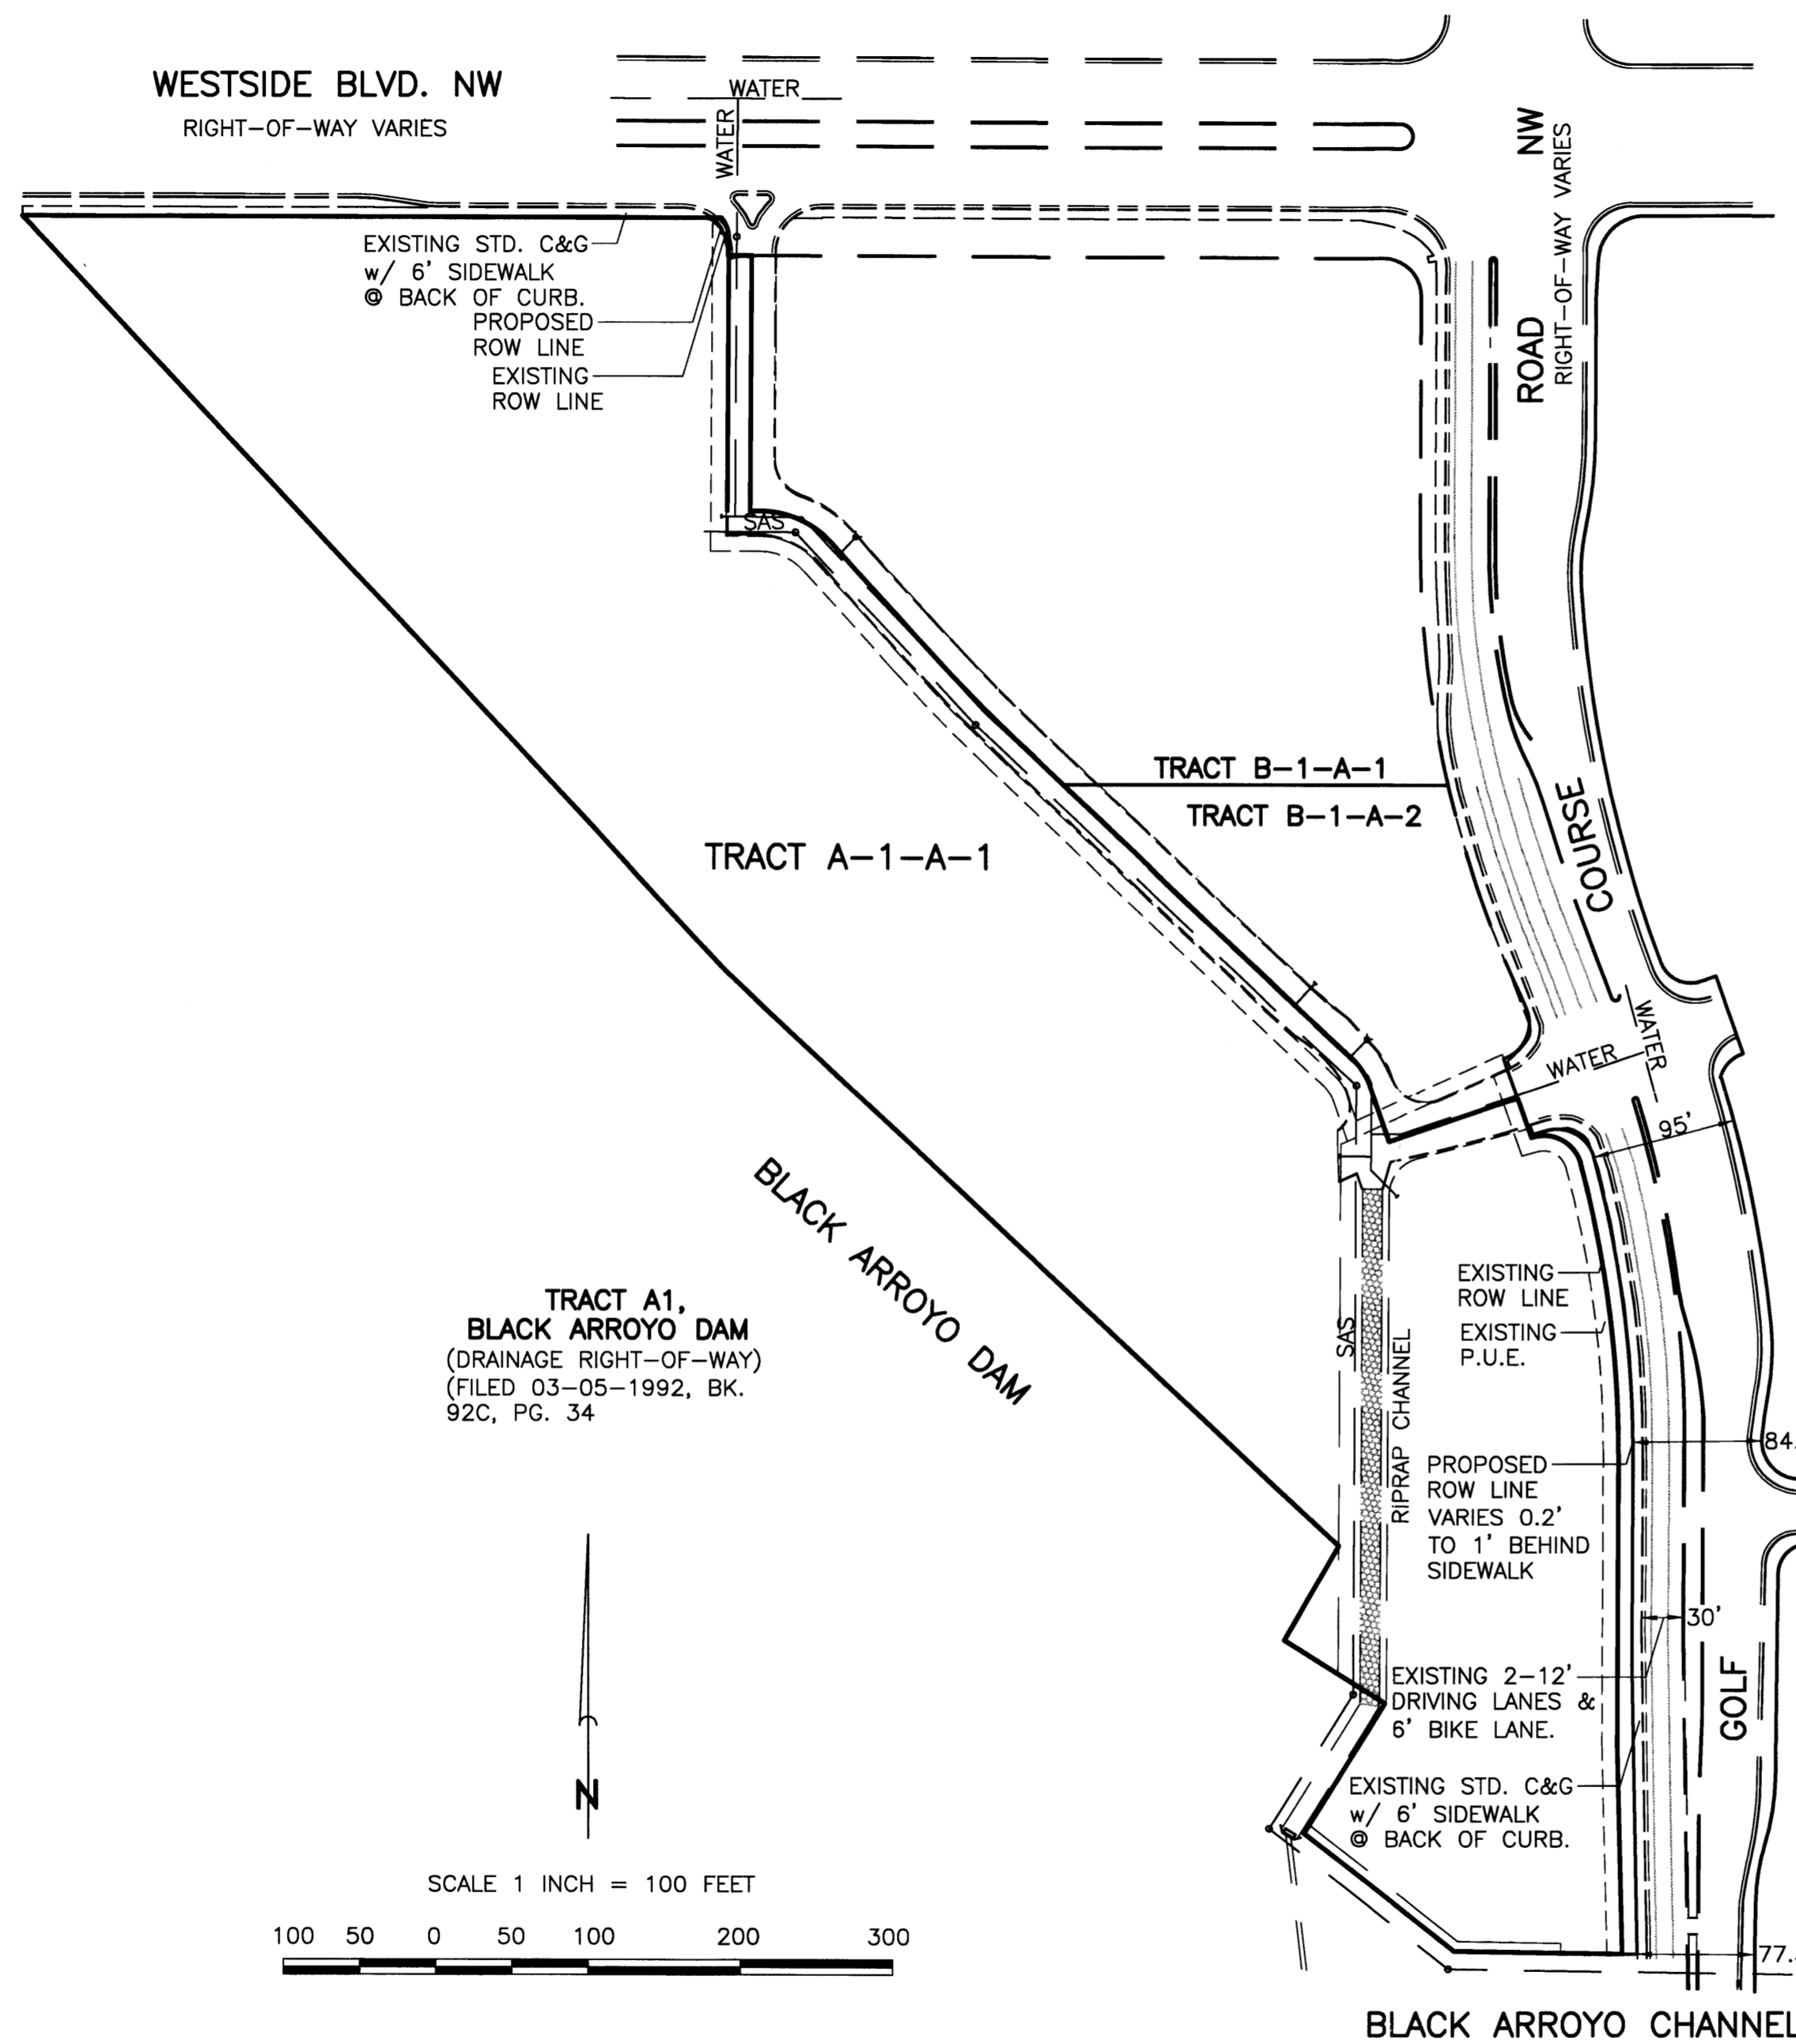 WESTSIDE BLVD. NW
RIGHT-OF-WAY VARIES
WATER
WATER
NW
ROAD
RIGHT-OF-WAY VARIES
EXISTING STD. C&G
w/ 6' SIDEWALK
@ BACK OF CURB.
PROPOSED
ROW LINE
EXISTING
ROW LINE
SAS
TRACT B-1-A-1
TRACT B-1-A-2
COURSE
TRACT A-1-A-1
WATER
WATER
95'
BLACK ARROYO DAM
TRACT A1,
BLACK ARROYO DAM
(DRAINAGE RIGHT-OF-WAY)
(FILED 03-05-1992, BK.
92C, PG. 34
SAS
RIPRAP CHANNEL
EXISTING
ROW LINE
EXISTING
P.U.E.
84.
PROPOSED
ROW LINE
VARIES 0.2'
TO 1' BEHIND
SIDEWALK
30'
EXISTING 2-12'
DRIVING LANES &
6' BIKE LANE.
GOLF
EXISTING STD. C&G
w/ 6' SIDEWALK
@ BACK OF CURB.
N
SCALE 1 INCH = 100 FEET
100 50 0 50 100 200 300
77.
BLACK ARROYO CHANNEL